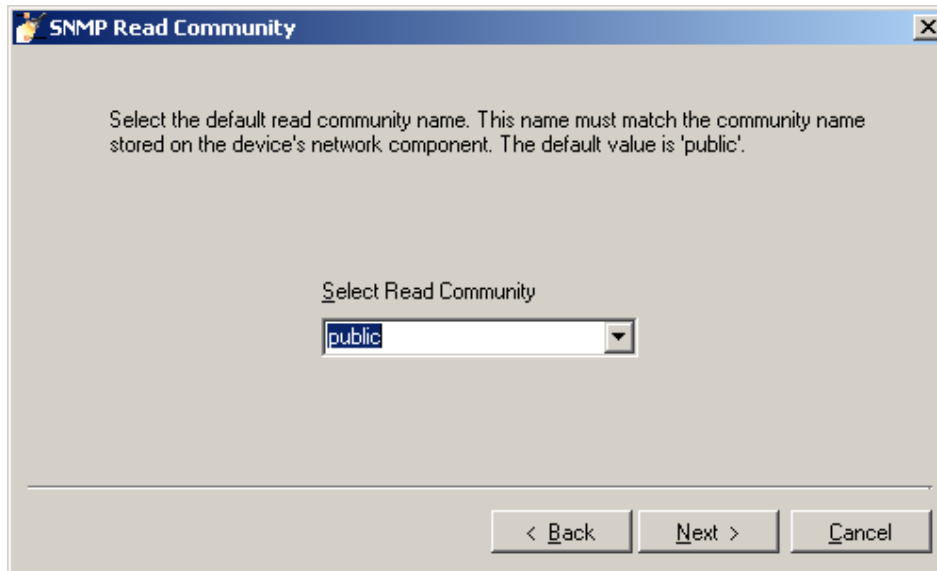 SNMP Read Community
Select the default read community name. This name must match the community name
stored on the device's network component. The default value is 'public'.
Select Read Community
public
< Back
Next >
Cancel